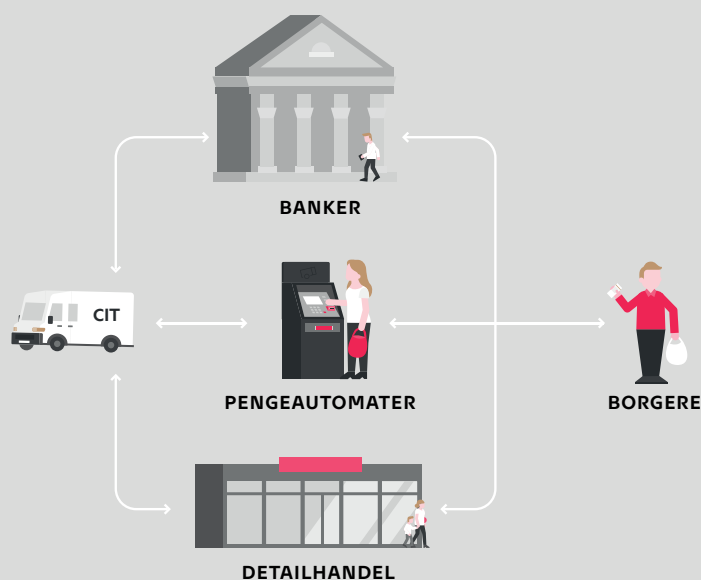 BANKER
CIT
PENGEAUTOMATER
BORGERE
DETAILHANDEL